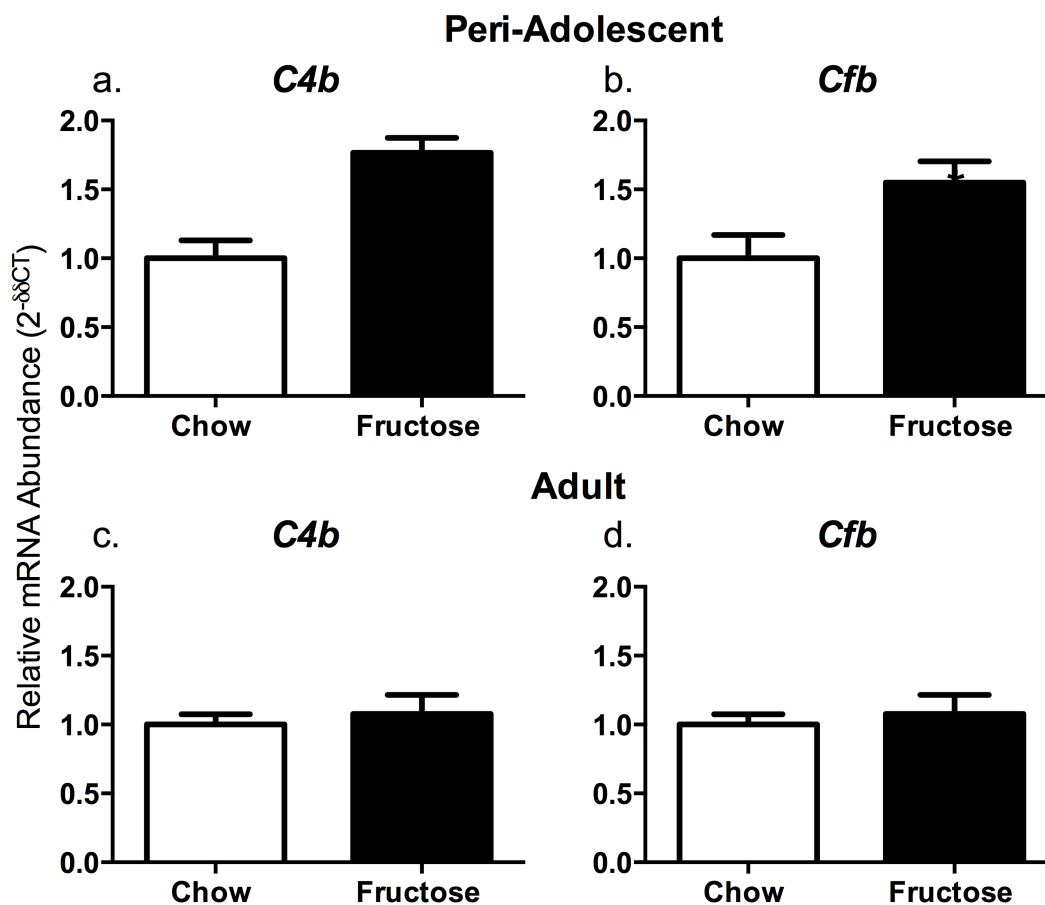 Peri-Adolescent
a. C4b
b. Cfb
2.0
1.5
1.0
0.5
0.0
Chow Fructose
2.0
1.5
1.0
0.5
0.0
Chow Fructose
Relative mRNA Abundance (2-δδCT)
Adult
c. C4b
d. Cfb
2.0
1.5
1.0
0.5
0.0
Chow Fructose
2.0
1.5
1.0
0.5
0.0
Chow Fructose